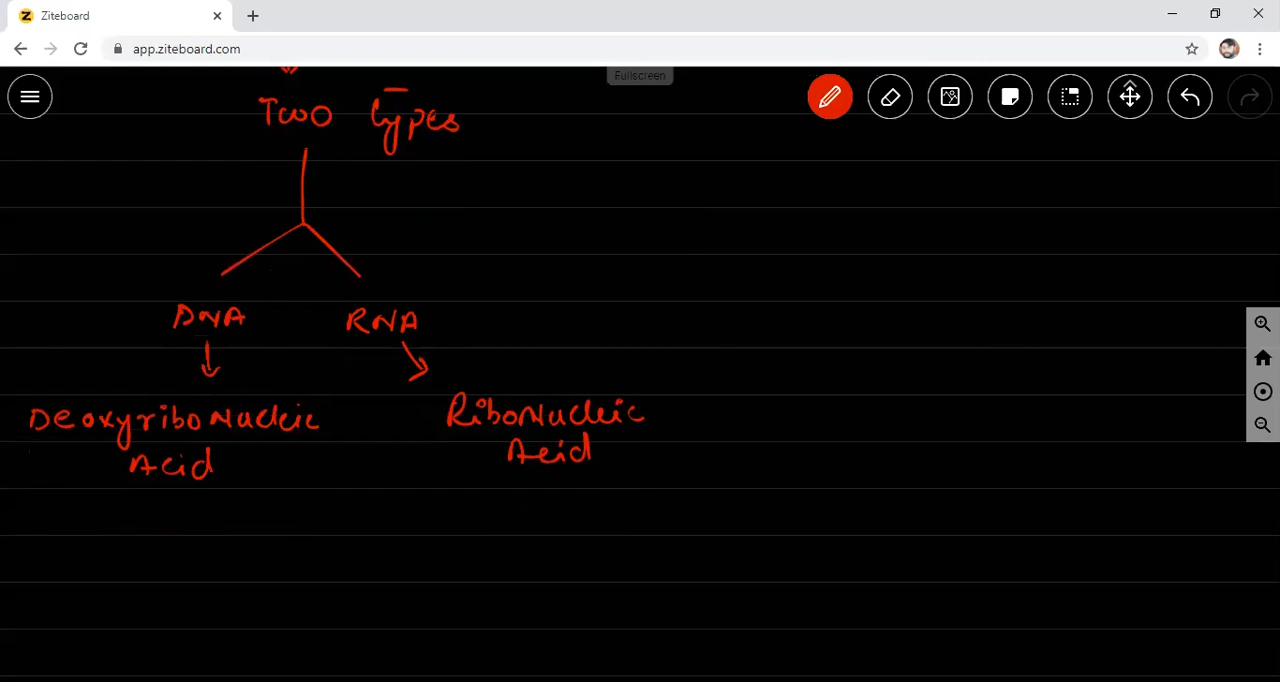 Ziteboard
app.ziteboard.com
Fullscreen
Two types
DNA RNA
Deoxyribonucleic
Acid
RiboNucleic
Acid